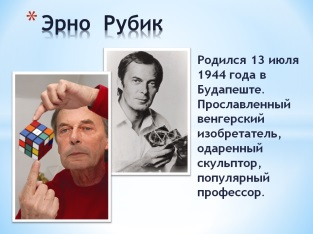 * Эрно Рубик
Родился 13 июля
1944 года в
Будапеште.
Прославленный
венгерский
изобретатель,
одаренный
скульптор,
популярный
профессор.